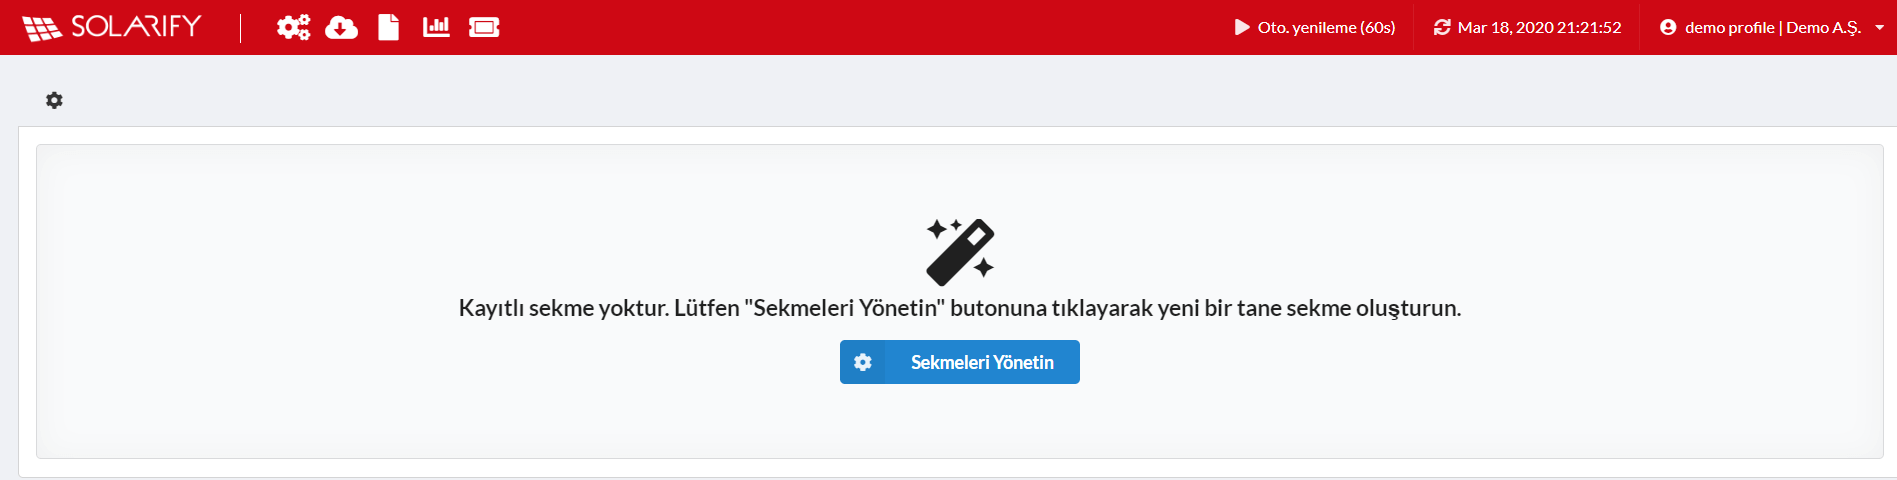 SOLARIFY
Oto. yenileme (60s)
Mar 18, 2020 21:21:52
demo profile | Demo A.Ş.
Kayıtlı sekme yoktur. Lütfen "Sekmeleri Yönetin" butonuna tıklayarak yeni bir tane sekme oluşturun.
Sekmeleri Yönetin